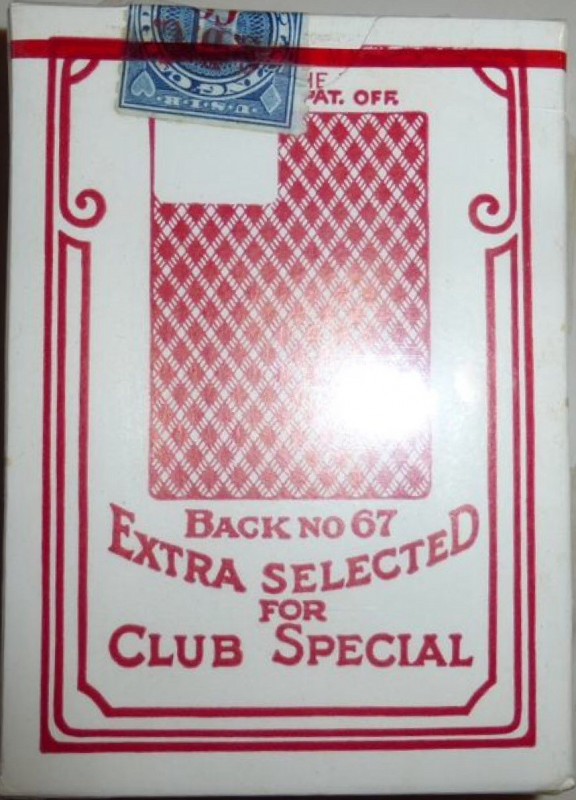 U.S.I.R.
PAT. OFF.
BACK NO 67
EXTRA SELECTED
FOR
CLUB SPECIAL